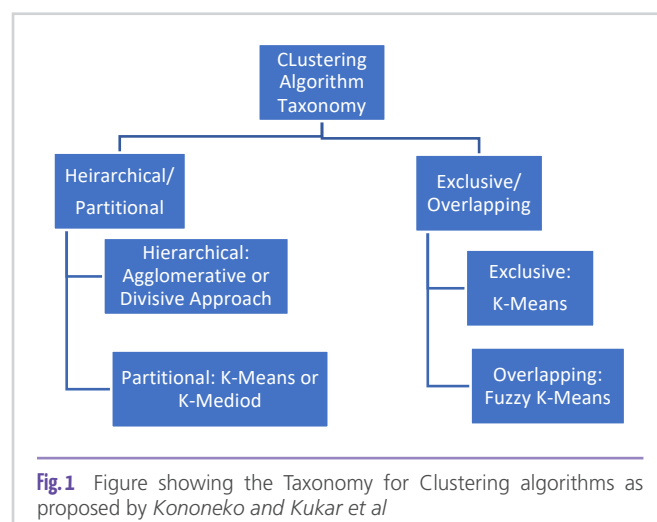 CLustering
Algorithm
Taxonomy
Heirarchical/
Partitional
Hierarchical:
Agglomerative or
Divisive Approach
Partitional: K-Means or
K-Mediod
Exclusive/
Overlapping
Exclusive:
K-Means
Overlapping:
Fuzzy K-Means
Fig. 1 Figure showing the Taxonomy for Clustering algorithms as
proposed by Kononeko and Kukar et al